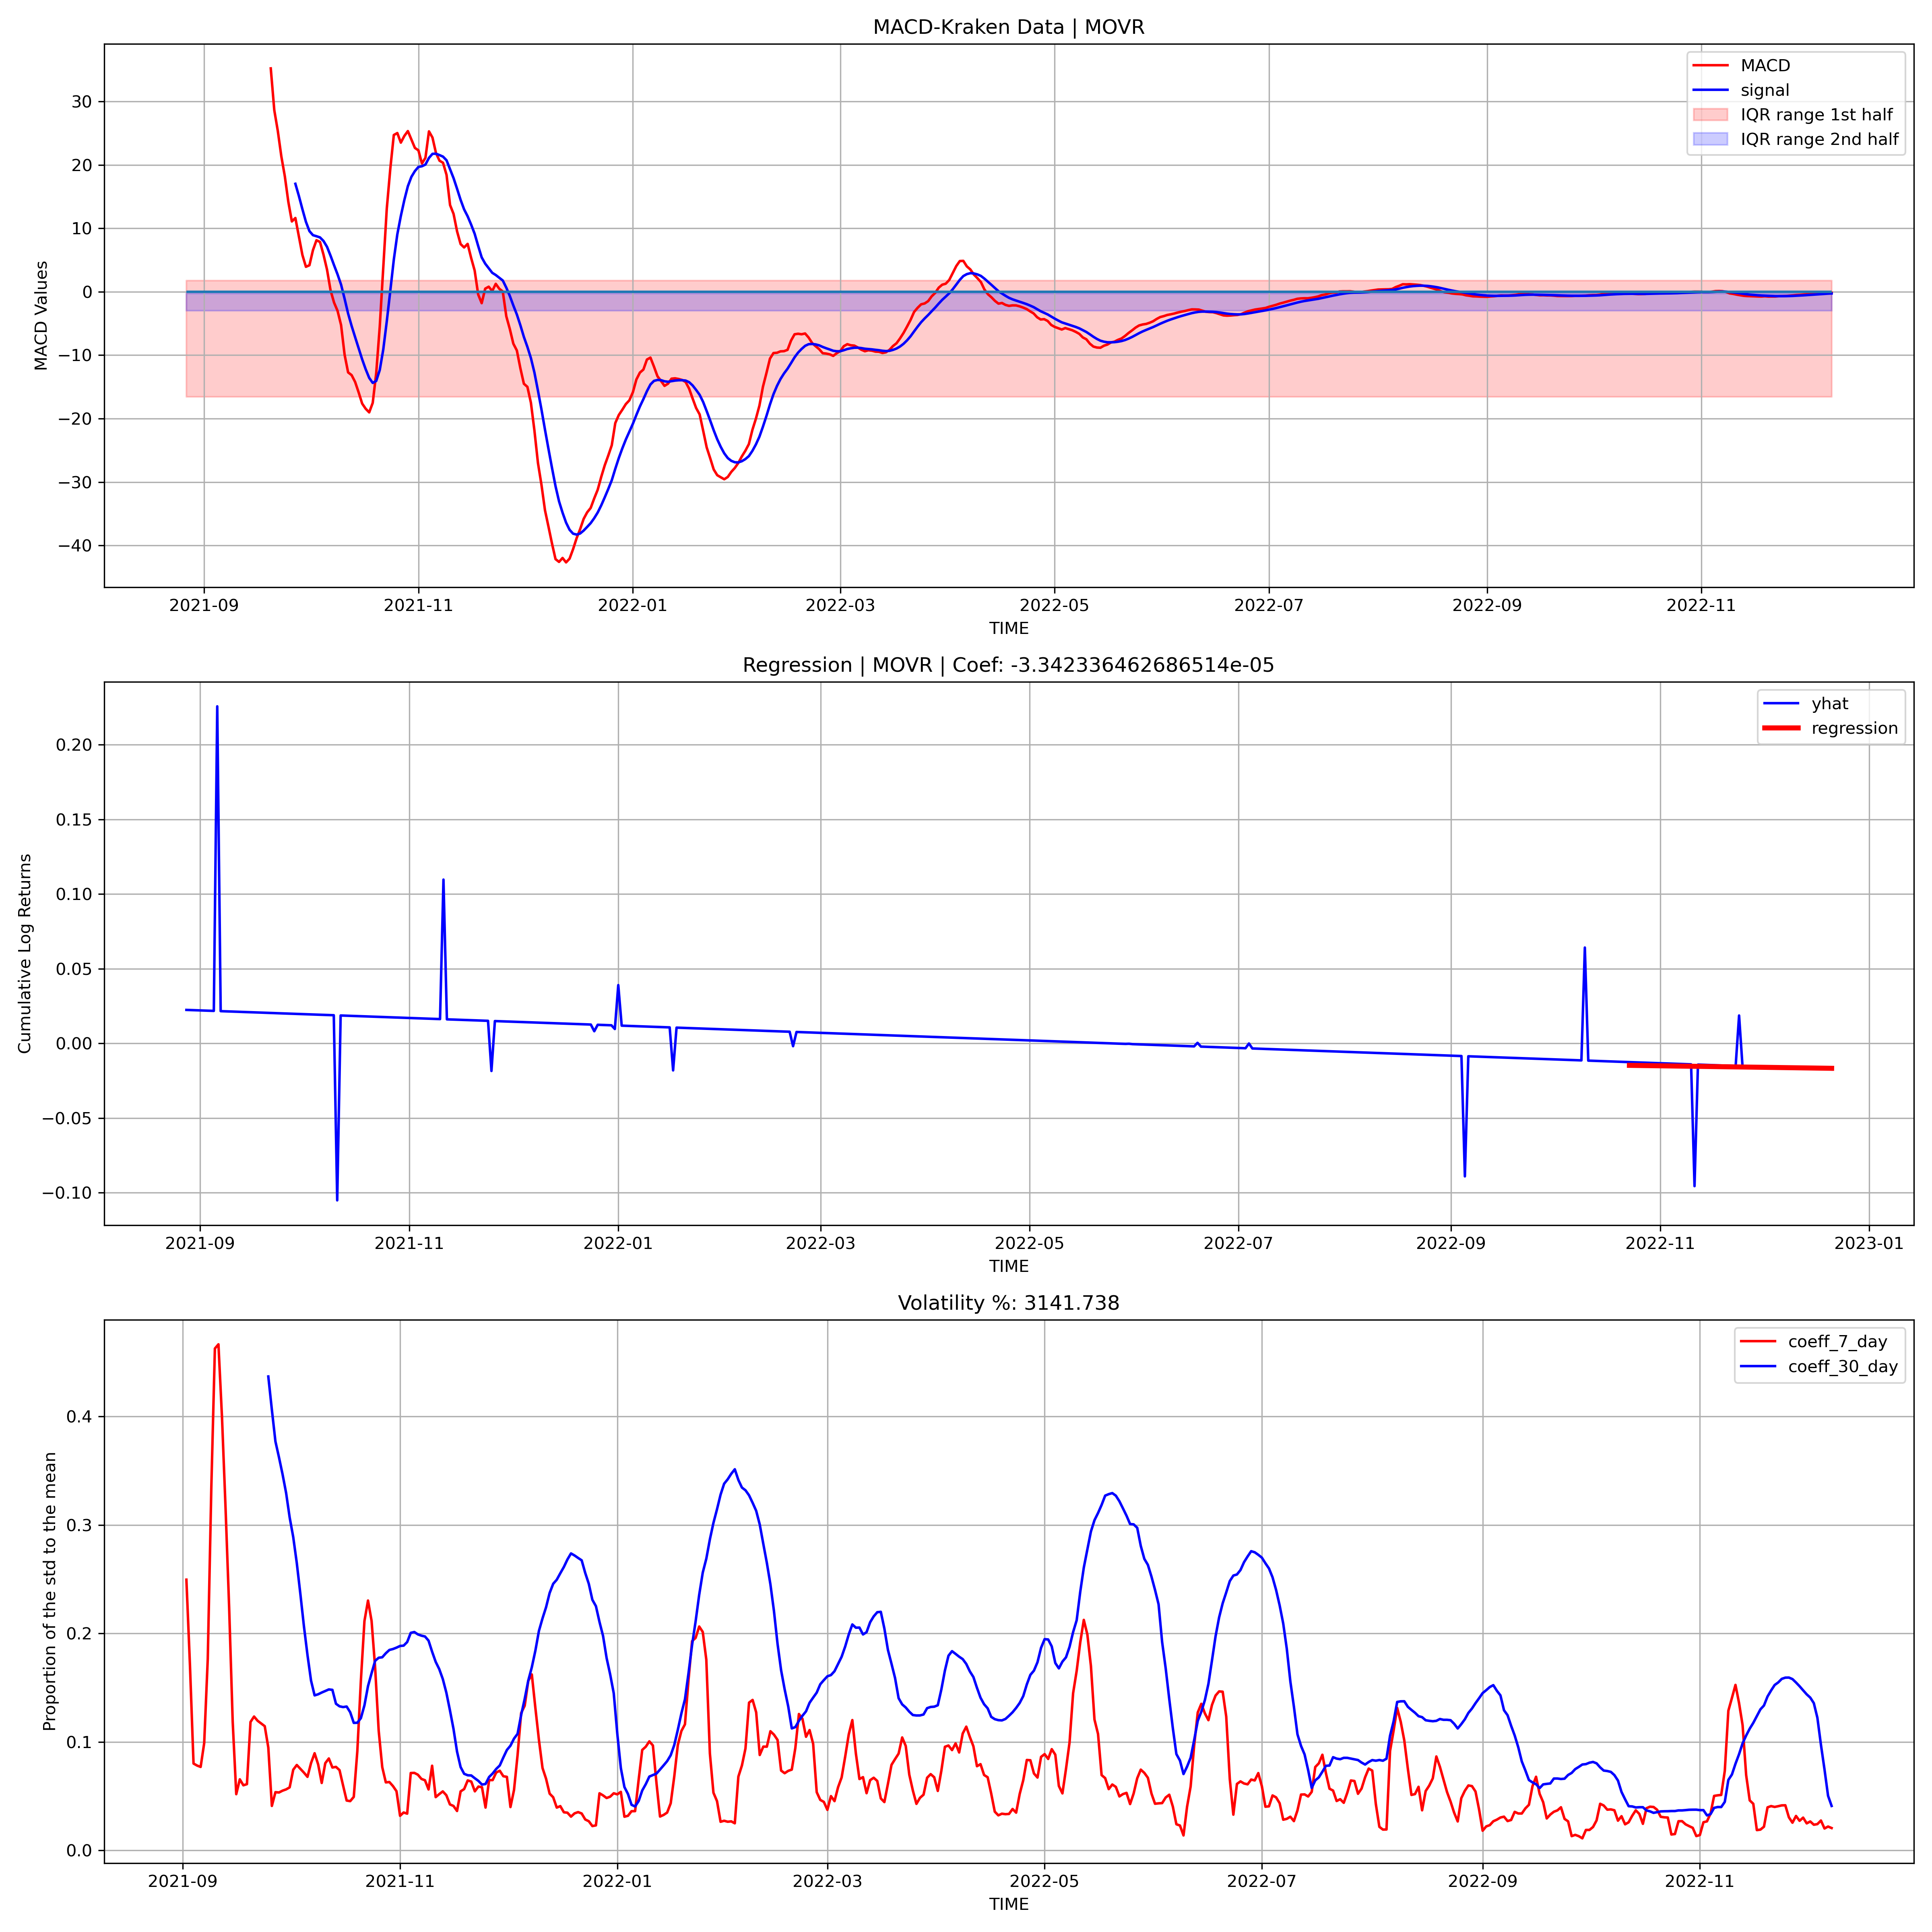 MACD-Kraken Data | MOVR
MACD Values
30
20
10
0
−10
−20
−30
−40
MACD
signal
IQR range 1st half
IQR range 2nd half
2021-09 2021-11 2022-01 2022-03 2022-05 2022-07 2022-09 2022-11
TIME
Regression | MOVR | Coef: -3.342336462686514e-05
Cumulative Log Returns
0.20
0.15
0.10
0.05
0.00
−0.05
−0.10
yhat
regression
2021-09 2021-11 2022-01 2022-03 2022-05 2022-07 2022-09 2022-11 2023-01
TIME
Volatility %: 3141.738
Proportion of the std to the mean
0.4
0.3
0.2
0.1
0.0
coeff_7_day
coeff_30_day
2021-09 2021-11 2022-01 2022-03 2022-05 2022-07 2022-09 2022-11
TIME